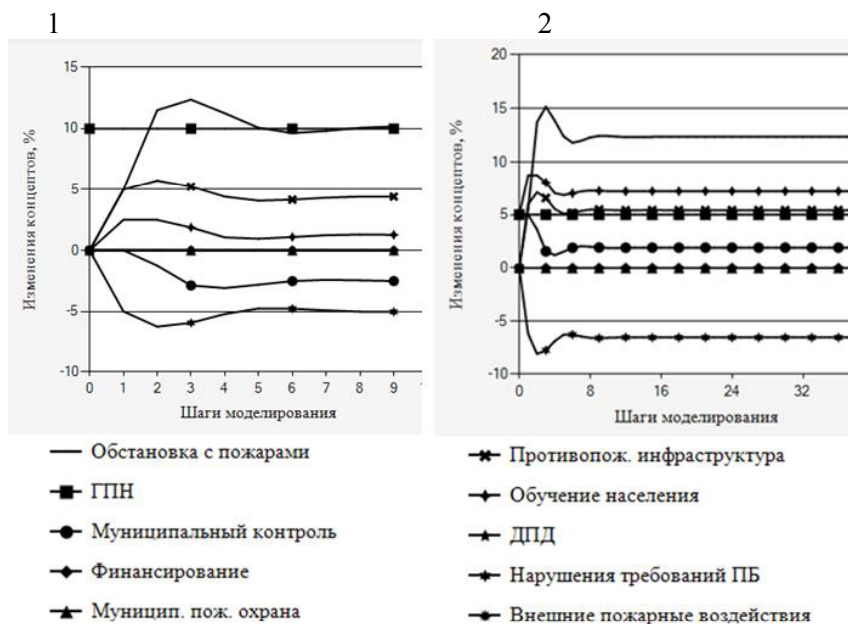 1
2
Изменения концептов, %
15
10
5
0
-5
-10
0 1 2 3 4 5 6 7 8 9
Шаги моделирования
Изменения концептов, %
20
15
10
5
0
-5
-10
0 8 16 24 32
Шаги моделирования
Обстановка с пожарами
ГПН
Муниципальный контроль
Финансирование
Муницип. пож. охрана
Противопож. инфраструктура
Обучение населения
ДПД
Нарушения требований ПБ
Внешние пожарные воздействия